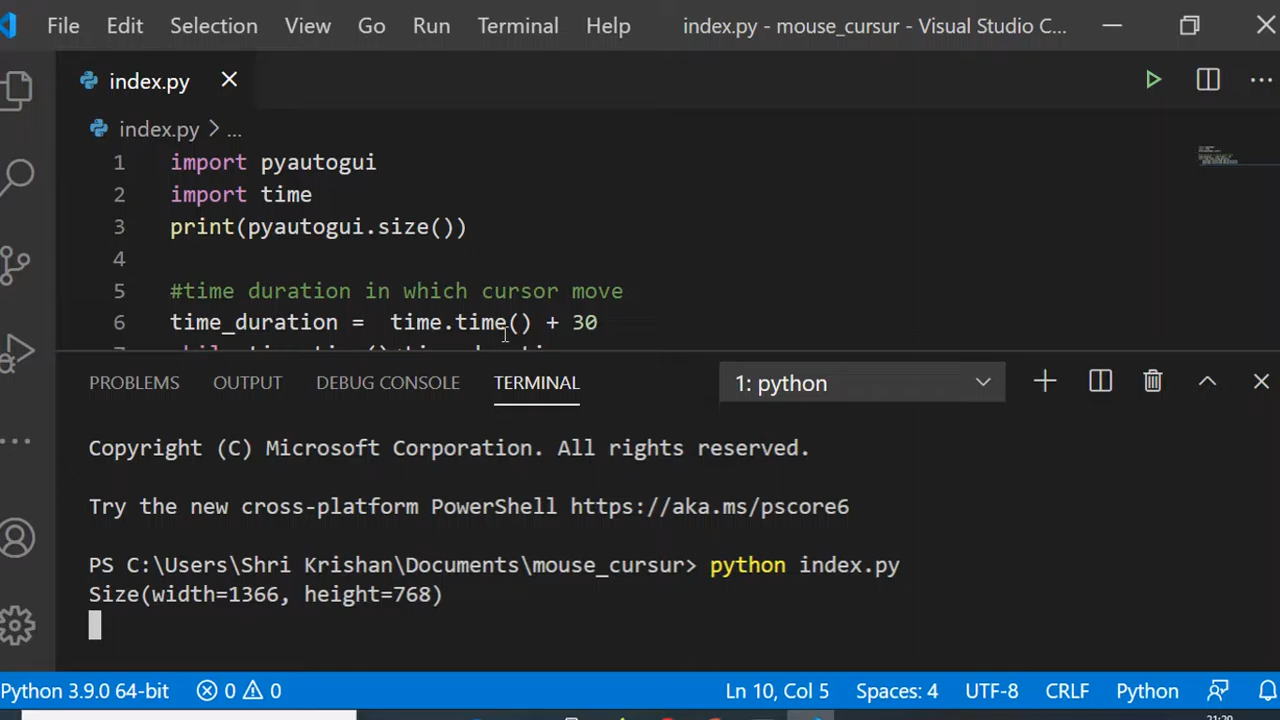 File Edit Selection View Go Run Terminal Help index.py - mouse_cursur - Visual Studio C...
index.py
index.py > ...
1 import pyautogui
2 import time
3 print(pyautogui.size())
4
5 #time duration in which cursor move
6 time_duration =  time.time() + 30
PROBLEMS OUTPUT DEBUG CONSOLE TERMINAL 1: python
Copyright (C) Microsoft Corporation. All rights reserved.
Try the new cross-platform PowerShell https://aka.ms/pscore6
PS C:\Users\Shri Krishan\Documents\mouse_cursur> python index.py
Size(width=1366, height=768)
Python 3.9.0 64-bit 0 0 Ln 10, Col 5 Spaces: 4 UTF-8 CRLF Python